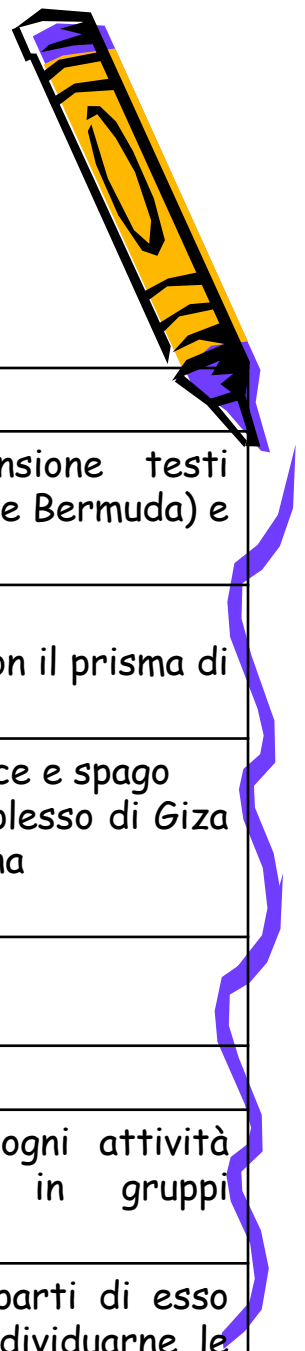 nsione testi
e Bermuda) e
on il prisma di
ce e spago
olesso di Giza
na
ogni attività
in gruppi
parti di esso
dividuarne le